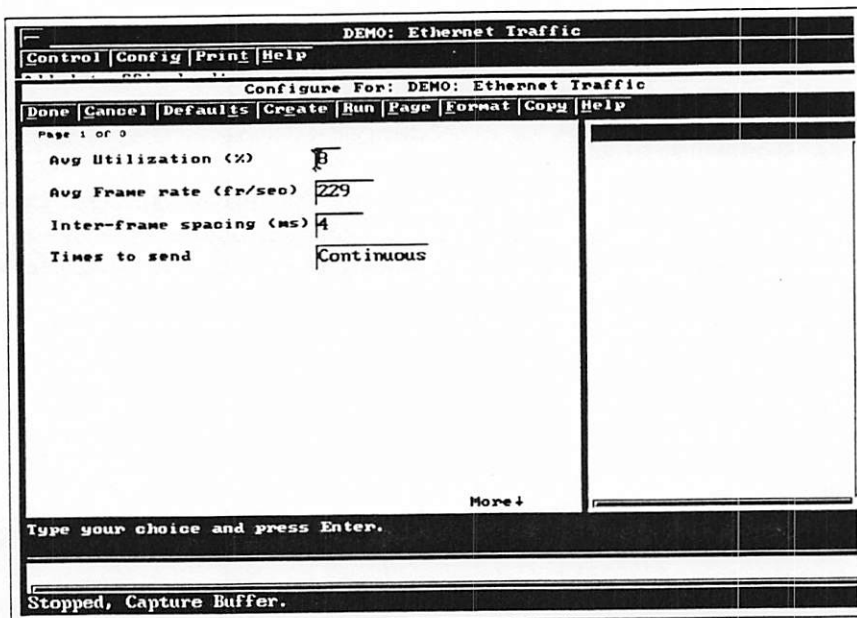 DEMO: Ethernet Traffic
Control Config Print Help
Configure For: DEMO: Ethernet Traffic
Done Cancel Defaults Create Run Page Format Copy Help
Page 1 of 0
Avg Utilization (%) 8
Avg Frame rate (fr/sec) 229
Inter-frame spacing (ms) 4
Times to send Continuous
More↓
Type your choice and press Enter.
Stopped, Capture Buffer.